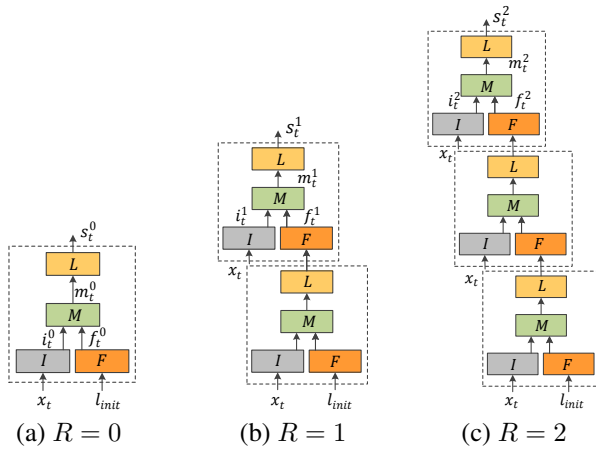 s_t^0
L
m_t^0
M
i_t^0 f_t^0
I F
x_t l_init
(a) R = 0
s_t^1
L
m_t^1
M
i_t^1 f_t^1
I F
x_t
L
M
I F
x_t l_init
(b) R = 1
s_t^2
L
m_t^2
M
i_t^2 f_t^2
I F
x_t
L
M
I F
x_t
L
M
I F
x_t l_init
(c) R = 2